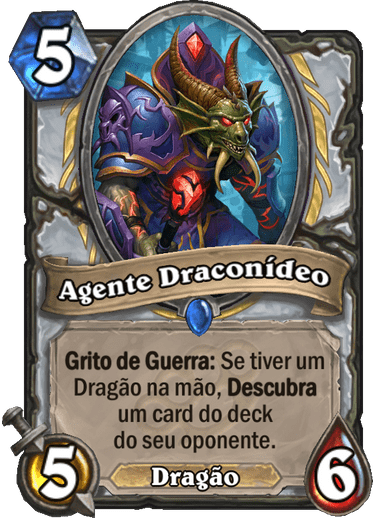 5
Agente Draconídeo
Grito de Guerra: Se tiver um
Dragão na mão, Descubra
um card do deck
do seu oponente.
5
Dragão
6